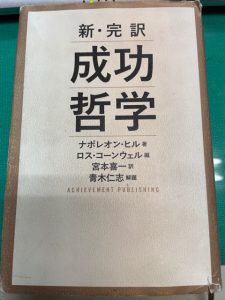 新・完訳
成功
哲学
ナポレオン・ヒル 著
ロス・コーンウェル 編
宮本喜一 訳
青木仁志 解題
ACHIEVEMENT PUBLISHING